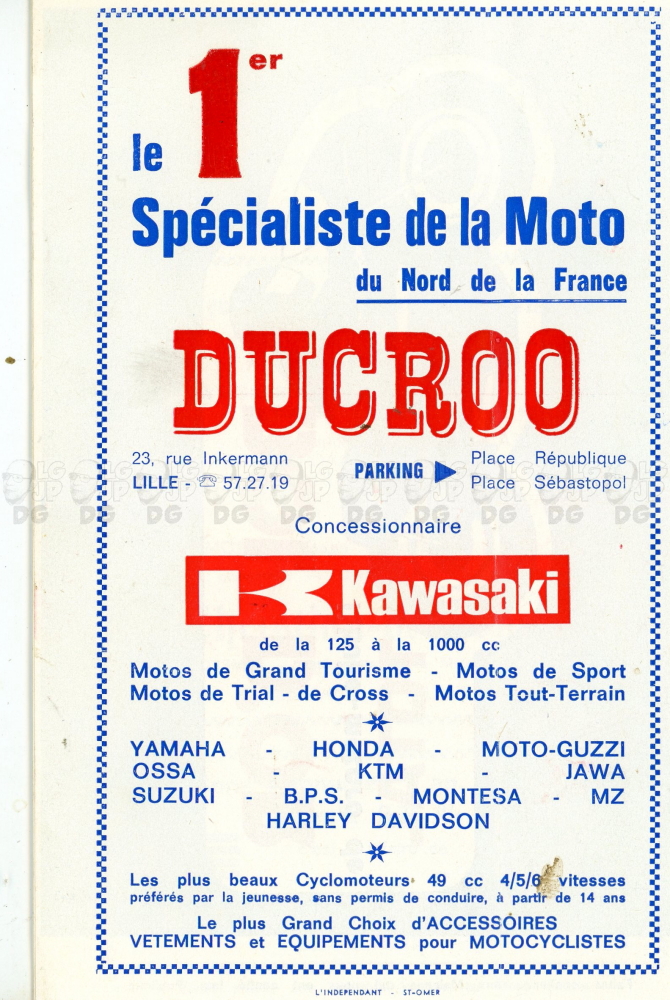 le 1er
Spécialiste de la Moto
du Nord de la France
DUCROO
23, rue Inkermann
LILLE - ☏ 57.27.19
PARKING ▶
Place République
Place Sébastopol
Concessionnaire
Kawasaki
de la 125 à la 1000 cc
Motos de Grand Tourisme - Motos de Sport
Motos de Trial - de Cross - Motos Tout-Terrain
YAMAHA - HONDA - MOTO-GUZZI
OSSA - KTM - JAWA
SUZUKI - B.P.S. - MONTESA - MZ
HARLEY DAVIDSON
Les plus beaux Cyclomoteurs 49 cc 4/5/6 vitesses
préférés par la jeunesse, sans permis de conduire, à partir de 14 ans
Le plus Grand Choix d'ACCESSOIRES
VETEMENTS et EQUIPEMENTS pour MOTOCYCLISTES
L'INDEPENDANT - ST-OMER
LG JP DG